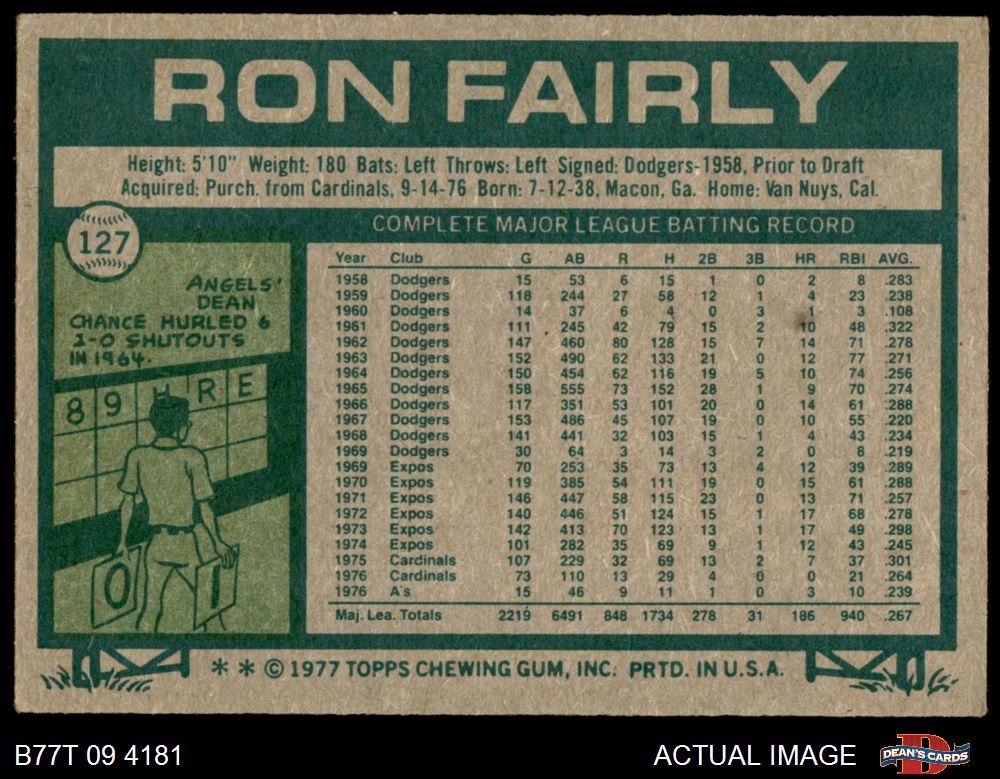 RON FAIRLY
Height: 5'10" Weight: 180 Bats: Left Throws: Left Signed: Dodgers-1958, Prior to Draft
Acquired: Purch. from Cardinals, 9-14-76 Born: 7-12-38, Macon, Ga. Home: Van Nuys, Cal.
127
ANGELS'
DEAN
CHANCE HURLED 6
1-0 SHUTOUTS
IN 1964.
8 9 H R E
0 1
COMPLETE MAJOR LEAGUE BATTING RECORD
Year Club G AB R H 2B 3B HR RBI AVG.
1958 Dodgers 15 53 6 15 1 0 2 8 .283
1959 Dodgers 118 244 27 58 12 1 4 23 .238
1960 Dodgers 14 37 6 4 0 3 1 3 .108
1961 Dodgers 111 245 42 79 15 2 10 48 .322
1962 Dodgers 147 460 80 128 15 7 14 71 .278
1963 Dodgers 152 490 62 133 21 0 12 77 .271
1964 Dodgers 150 454 62 116 19 5 10 74 .256
1965 Dodgers 158 555 73 152 28 1 9 70 .274
1966 Dodgers 117 351 53 101 20 0 14 61 .288
1967 Dodgers 153 486 45 107 19 0 10 55 .220
1968 Dodgers 141 441 32 103 15 1 4 43 .234
1969 Dodgers 30 64 3 14 3 2 0 8 .219
1969 Expos 70 253 35 73 13 4 12 39 .289
1970 Expos 119 385 54 111 19 0 15 61 .288
1971 Expos 146 447 58 115 23 0 13 71 .257
1972 Expos 140 446 51 124 15 1 17 68 .278
1973 Expos 142 413 70 123 13 1 17 49 .298
1974 Expos 101 282 35 69 9 1 12 43 .245
1975 Cardinals 107 229 32 69 13 2 7 37 .301
1976 Cardinals 73 110 13 29 4 0 0 21 .264
1976 A's 15 46 9 11 1 0 3 10 .239
Maj. Lea. Totals 2219 6491 848 1734 278 31 186 940 .267
* * © 1977 TOPPS CHEWING GUM, INC. PRTD. IN U.S.A.
B77T 09 4181 ACTUAL IMAGE DEAN'S CARDS